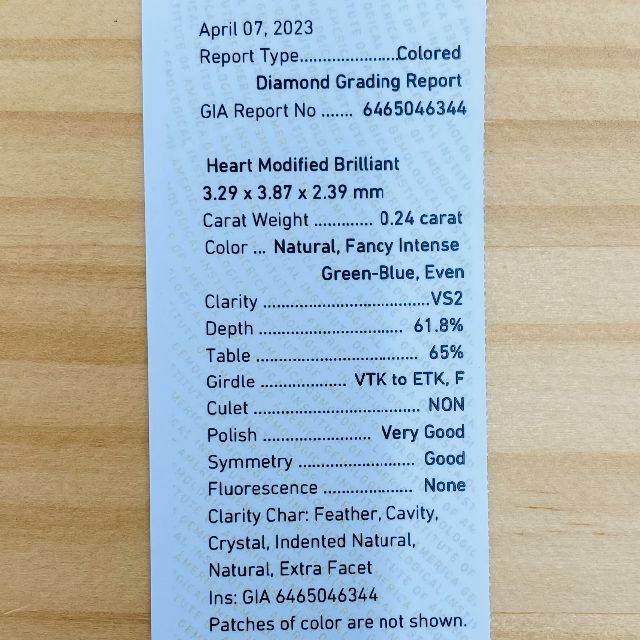 April 07, 2023
Report Type.....................Colored
Diamond Grading Report
GIA Report No ....... 6465046344
Heart Modified Brilliant
3.29 x 3.87 x 2.39 mm
Carat Weight ............. 0.24 carat
Color ... Natural, Fancy Intense
Green-Blue, Even
Clarity .....................................VS2
Depth ................................ 61.8%
Table .................................... 65%
Girdle ................... VTK to ETK, F
Culet ..................................... NON
Polish ........................ Very Good
Symmetry ......................... Good
Fluorescence .................... None
Clarity Char: Feather, Cavity,
Crystal, Indented Natural,
Natural, Extra Facet
Ins: GIA 6465046344
Patches of color are not shown.